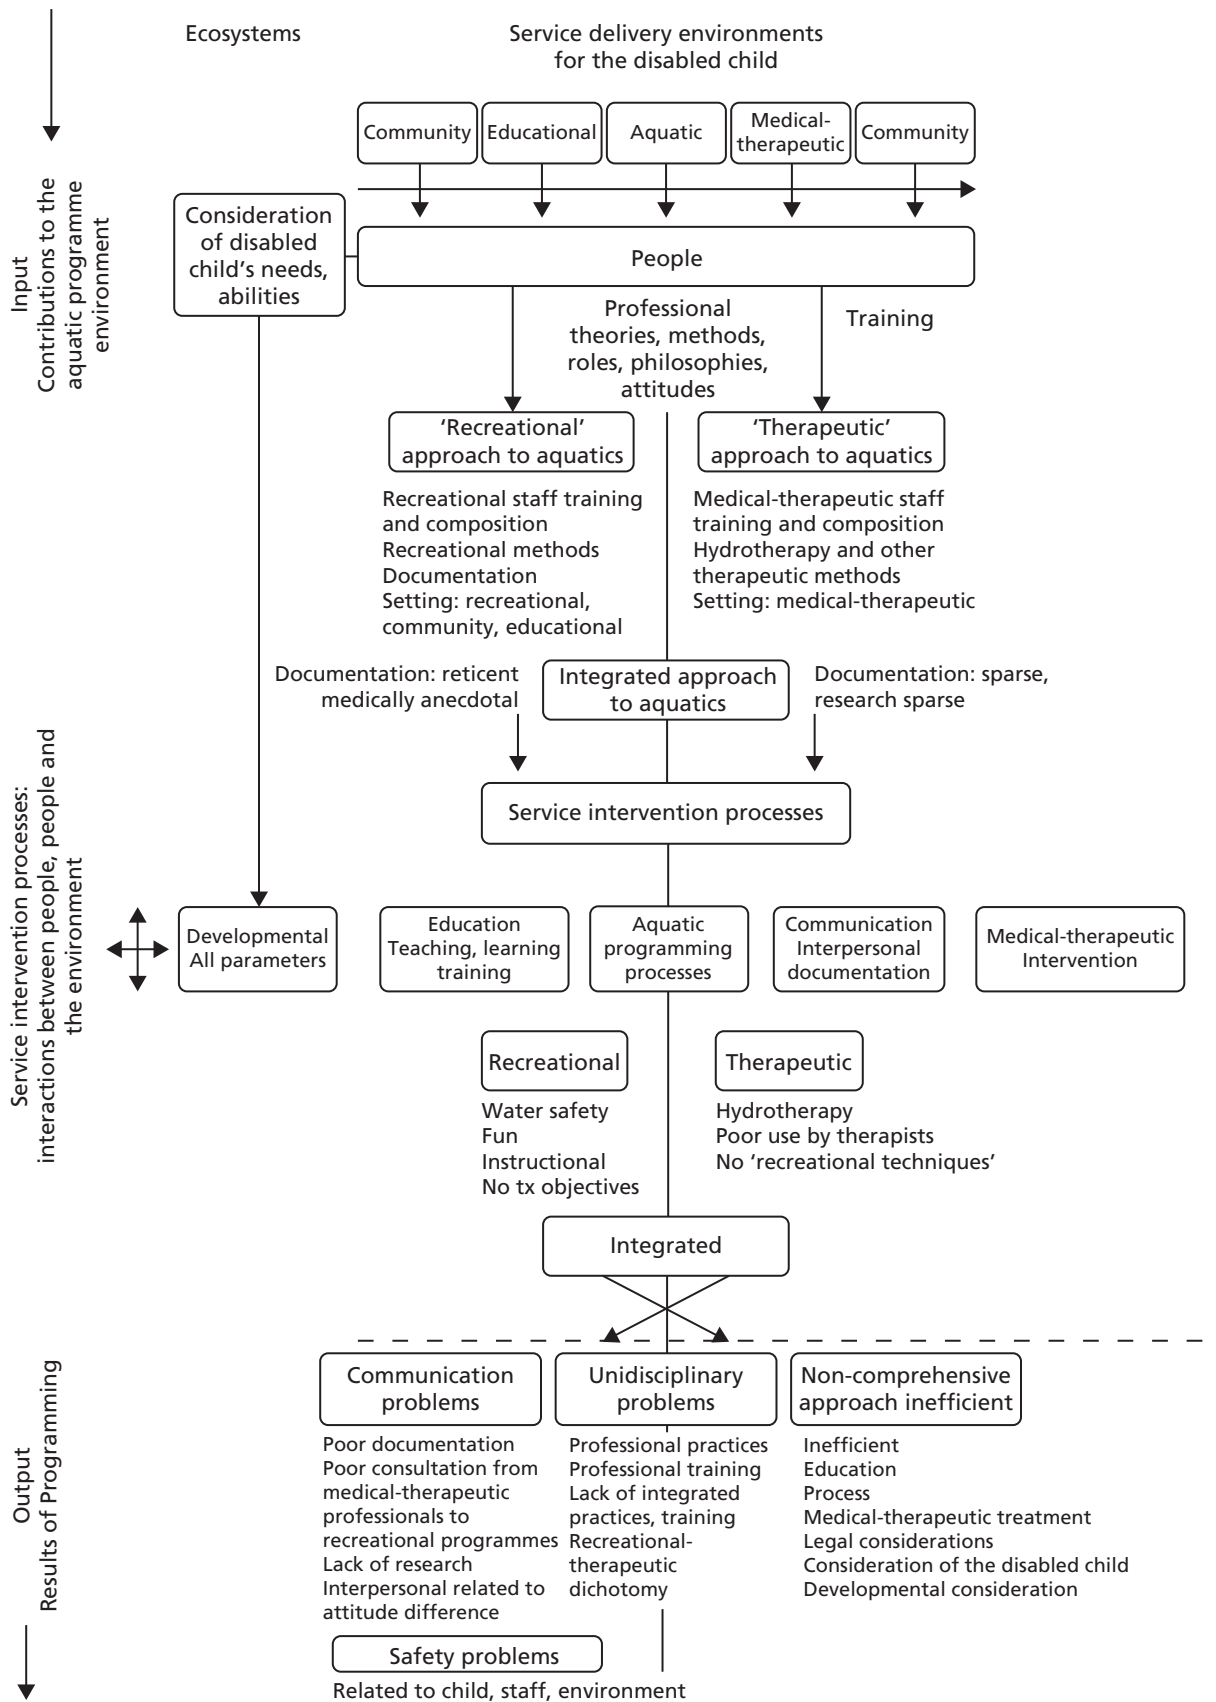 Ecosystems
Service delivery environments
for the disabled child
Community
Educational
Aquatic
Medical-
therapeutic
Community
Input
Contributions to the
aquatic programme
environment
Consideration
of disabled
child’s needs,
abilities
People
Professional
theories, methods,
roles, philosophies,
attitudes
Training
‘Recreational’
approach to aquatics
‘Therapeutic’
approach to aquatics
Recreational staff training
and composition
Recreational methods
Documentation
Setting: recreational,
community, educational
Medical-therapeutic staff
training and composition
Hydrotherapy and other
therapeutic methods
Setting: medical-therapeutic
Documentation: reticent
medically anecdotal
Integrated approach
to aquatics
Documentation: sparse,
research sparse
Service intervention processes:
interactions between people, people and
the environment
Service intervention processes
Developmental
All parameters
Education
Teaching, learning
training
Aquatic
programming
processes
Communication
Interpersonal
documentation
Medical-therapeutic
Intervention
Recreational
Water safety
Fun
Instructional
No tx objectives
Therapeutic
Hydrotherapy
Poor use by therapists
No ‘recreational techniques’
Integrated
Output
Results of Programming
Communication
problems
Poor documentation
Poor consultation from
medical-therapeutic
professionals to
recreational programmes
Lack of research
Interpersonal related to
attitude difference
Unidisciplinary
problems
Professional practices
Professional training
Lack of integrated
practices, training
Recreational-
therapeutic
dichotomy
Non-comprehensive
approach inefficient
Inefficient
Education
Process
Medical-therapeutic treatment
Legal considerations
Consideration of the disabled child
Developmental consideration
Safety problems
Related to child, staff, environment